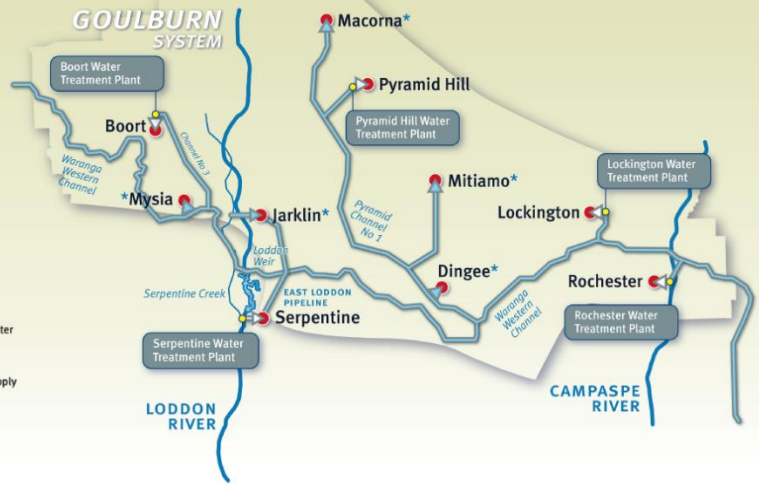 GOULBURN
SYSTEM
Macorna*
Boort Water
Treatment Plant
Pyramid Hill
Boort
Channel No 3
Pyramid Hill Water
Treatment Plant
Waranga
Western
Channel
Lockington Water
Treatment Plant
Mitiamo*
*Mysia
Jarklin*
Lockington
Pyramid
Channel
No 1
Loddon
Weir
Dingee*
Rochester
Serpentine Creek
EAST LODDON
PIPELINE
Waranga
Western
Channel
Serpentine
Rochester Water
Treatment Plant
ter
Serpentine Water
Treatment Plant
pply
CAMPASPE
RIVER
LODDON
RIVER